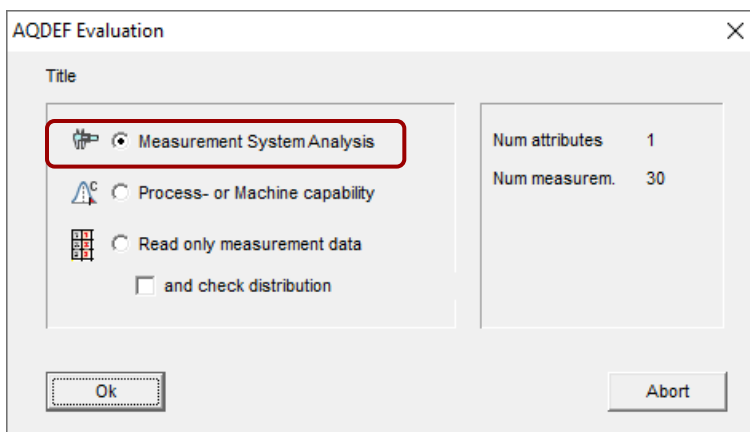 AQDEF Evaluation
Title
Measurement System Analysis
Process- or Machine capability
Read only measurement data
and check distribution
Num attributes 1
Num measurem. 30
Ok
Abort